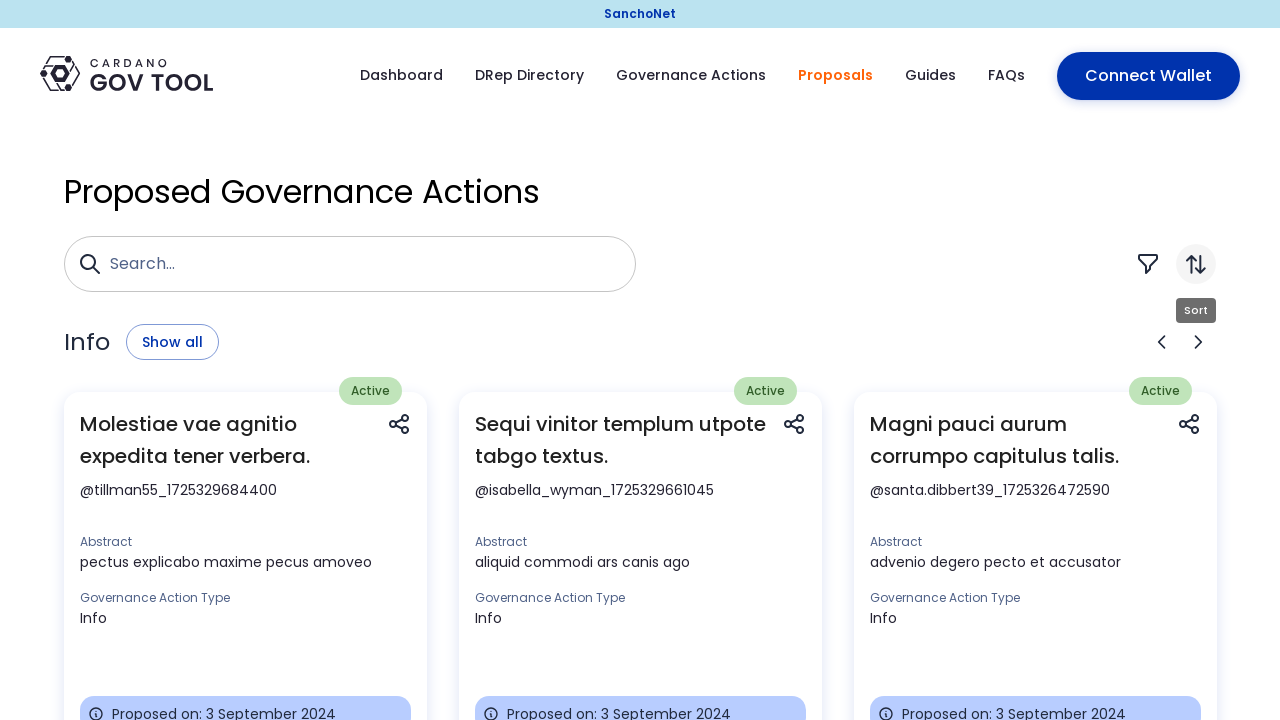 SanchoNet
CARDANO
GOV TOOL
Dashboard
DRep Directory
Governance Actions
Proposals
Guides
FAQs
Connect Wallet
Proposed Governance Actions
Search...
Sort
Info
Show all
Active
Molestiae vae agnitio
expedita tener verbera.
@tillman55_1725329684400
Abstract
pectus explicabo maxime pecus amoveo
Governance Action Type
Info
Proposed on: 3 September 2024
Active
Sequi vinitor templum utpote
tabgo textus.
@isabella_wyman_1725329661045
Abstract
aliquid commodi ars canis ago
Governance Action Type
Info
Proposed on: 3 September 2024
Active
Magni pauci aurum
corrumpo capitulus talis.
@santa.dibbert39_1725326472590
Abstract
advenio degero pecto et accusator
Governance Action Type
Info
Proposed on: 3 September 2024